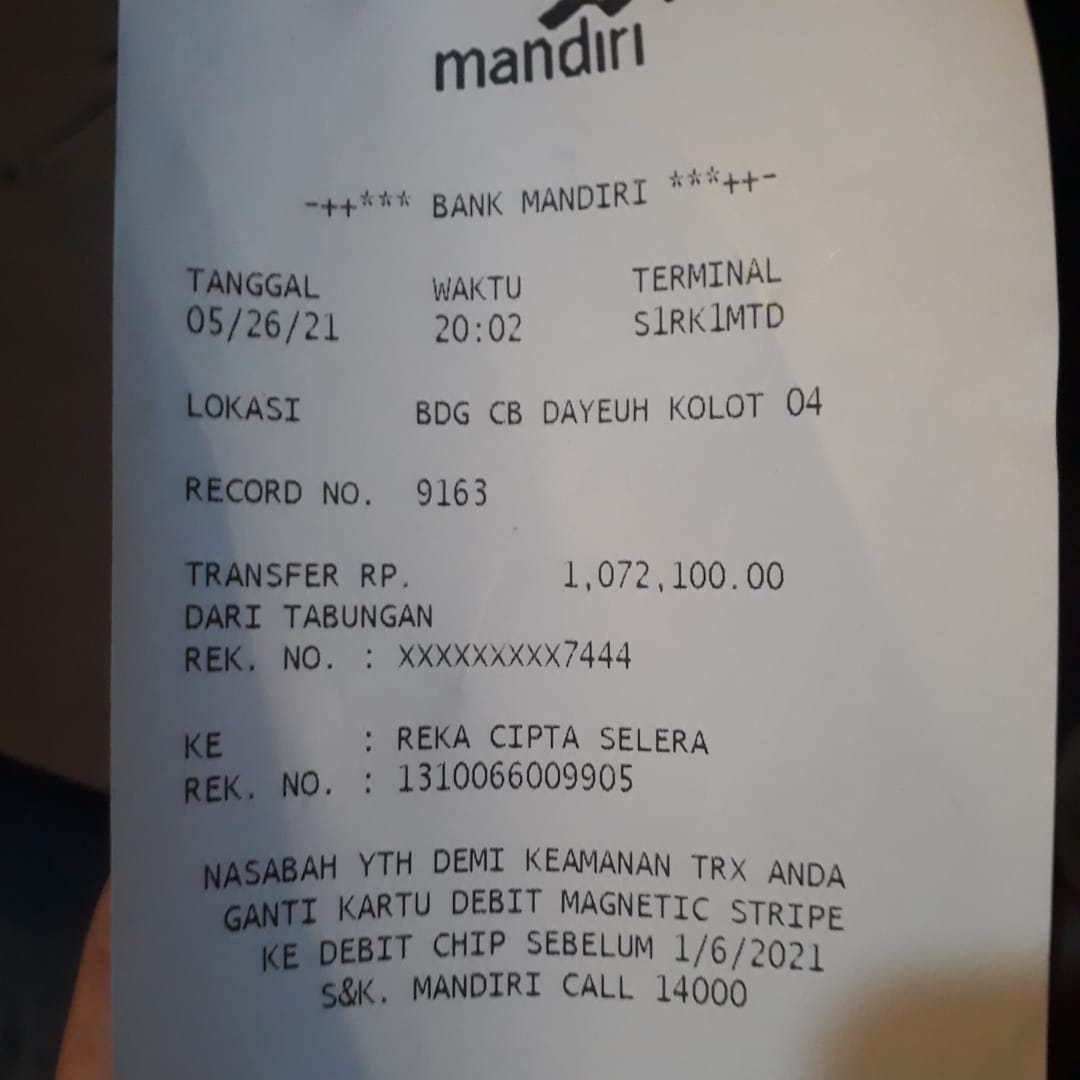 mandırı
-++*** BANK MANDIRI ***++-
TANGGAL WAKTU TERMINAL
05/26/21 20:02 S1RK1MTD
LOKASI BDG CB DAYEUH KOLOT 04
RECORD NO. 9163
TRANSFER RP. 1,072,100.00
DARI TABUNGAN
REK. NO. : XXXXXXXXX7444
KE : REKA CIPTA SELERA
REK. NO. : 1310066009905
NASABAH YTH DEMI KEAMANAN TRX ANDA
GANTI KARTU DEBIT MAGNETIC STRIPE
KE DEBIT CHIP SEBELUM 1/6/2021
S&K. MANDIRI CALL 14000